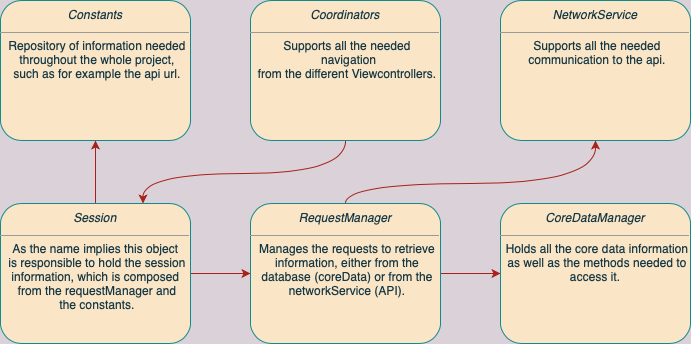 Constants
Repository of information needed
throughout the whole project,
such as for example the api url.
Coordinators
Supports all the needed
navigation
from the different Viewcontrollers.
NetworkService
Supports all the needed
communication to the api.
Session
As the name implies this object
is responsible to hold the session
information, which is composed
from the requestManager and
the constants.
RequestManager
Manages the requests to retrieve
information, either from the
database (coreData) or from the
networkService (API).
CoreDataManager
Holds all the core data information
as well as the methods needed to
access it.